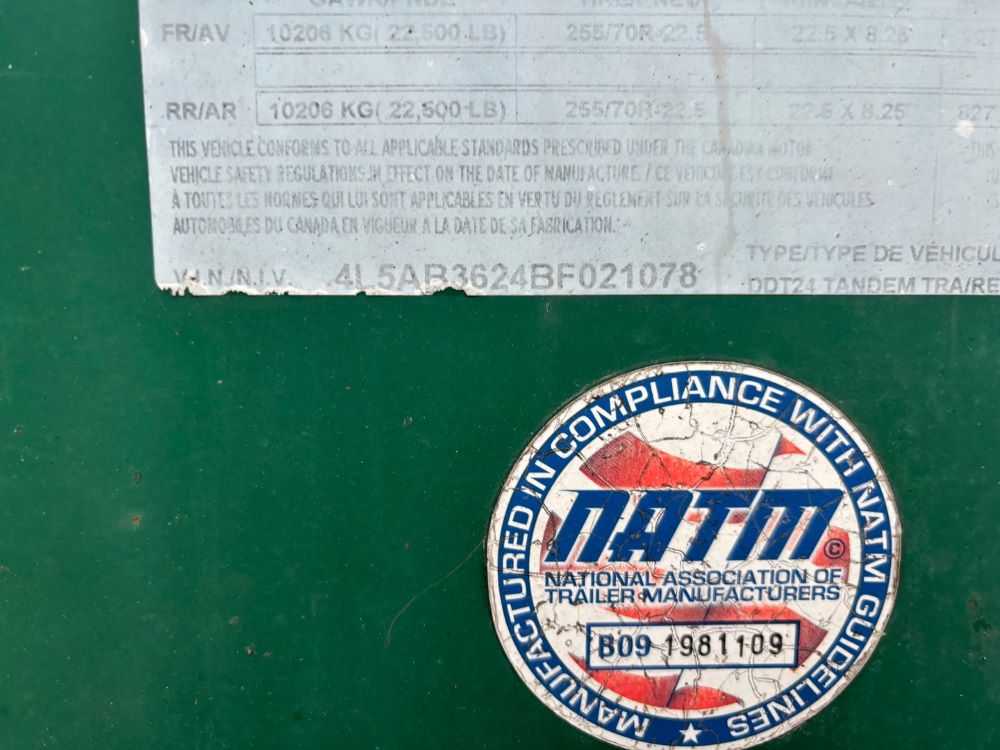 FR/AV 10206 KG( 22,500 LB) 255/70R-22.5 22.5 X 8.25
RR/AR 10206 KG( 22,500 LB) 255/70R-22.5 22.5 X 8.25 827
THIS VEHICLE CONFORMS TO ALL APPLICABLE STANDARDS PRESCRIBED UNDER THE CANADIAN MOTOR
VEHICLE SAFETY REGULATIONS IN EFFECT ON THE DATE OF MANUFACTURE. / CE VÉHICULE EST CONFORME
À TOUTES LES NORMES QUI LUI SONT APPLICABLES EN VERTU DU RÈGLEMENT SUR LA SÉCURITÉ DES VÉHICULES
AUTOMOBILES DU CANADA EN VIGUEUR À LA DATE DE SA FABRICATION.
TYPE/TYPE DE VÉHICUL
V.I.N./N.I.V. 4L5AB3624BF021078 DDT24 TANDEM TRA/RE
MANUFACTURED IN COMPLIANCE WITH NATM GUIDELINES
NATM ©
NATIONAL ASSOCIATION OF
TRAILER MANUFACTURERS
B09 1981109